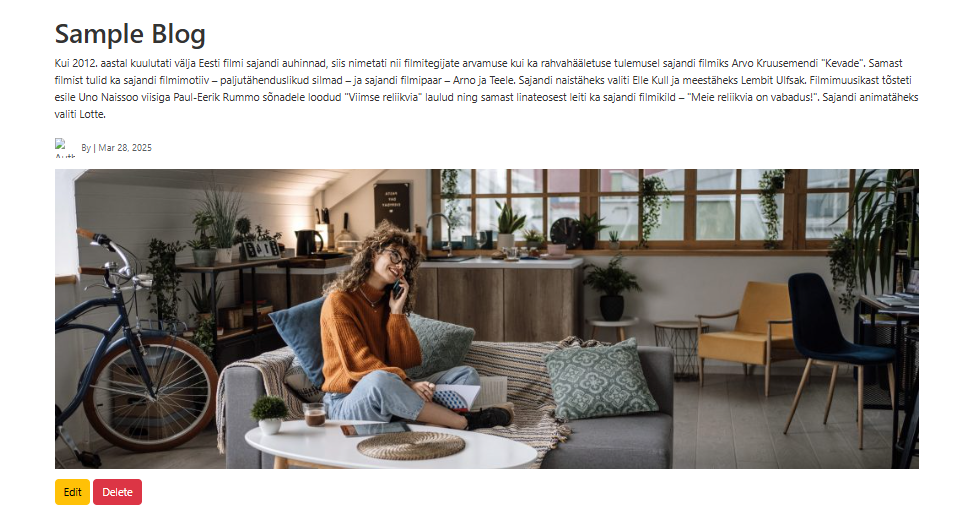 Sample Blog
Kui 2012. aastal kuulutati välja Eesti filmi sajandi auhinnad, siis nimetati nii filmitegijate arvamuse kui ka rahvahääletuse tulemusel sajandi filmiks Arvo Kruusemendi "Kevade". Samast
filmist tulid ka sajandi filmimotiiv – paljutähenduslikud silmad – ja sajandi filmipaar – Arno ja Teele. Sajandi naistäheks valiti Elle Kull ja meestäheks Lembit Ulfsak. Filmimuusikast tõsteti
esile Uno Naissoo viisiga Paul-Eerik Rummo sõnadele loodud "Viimse reliikvia" laulud ning samast linateosest leiti ka sajandi filmikild – "Meie reliikvia on vabadus!". Sajandi animatäheks
valiti Lotte.
By | Mar 28, 2025
Edit Delete